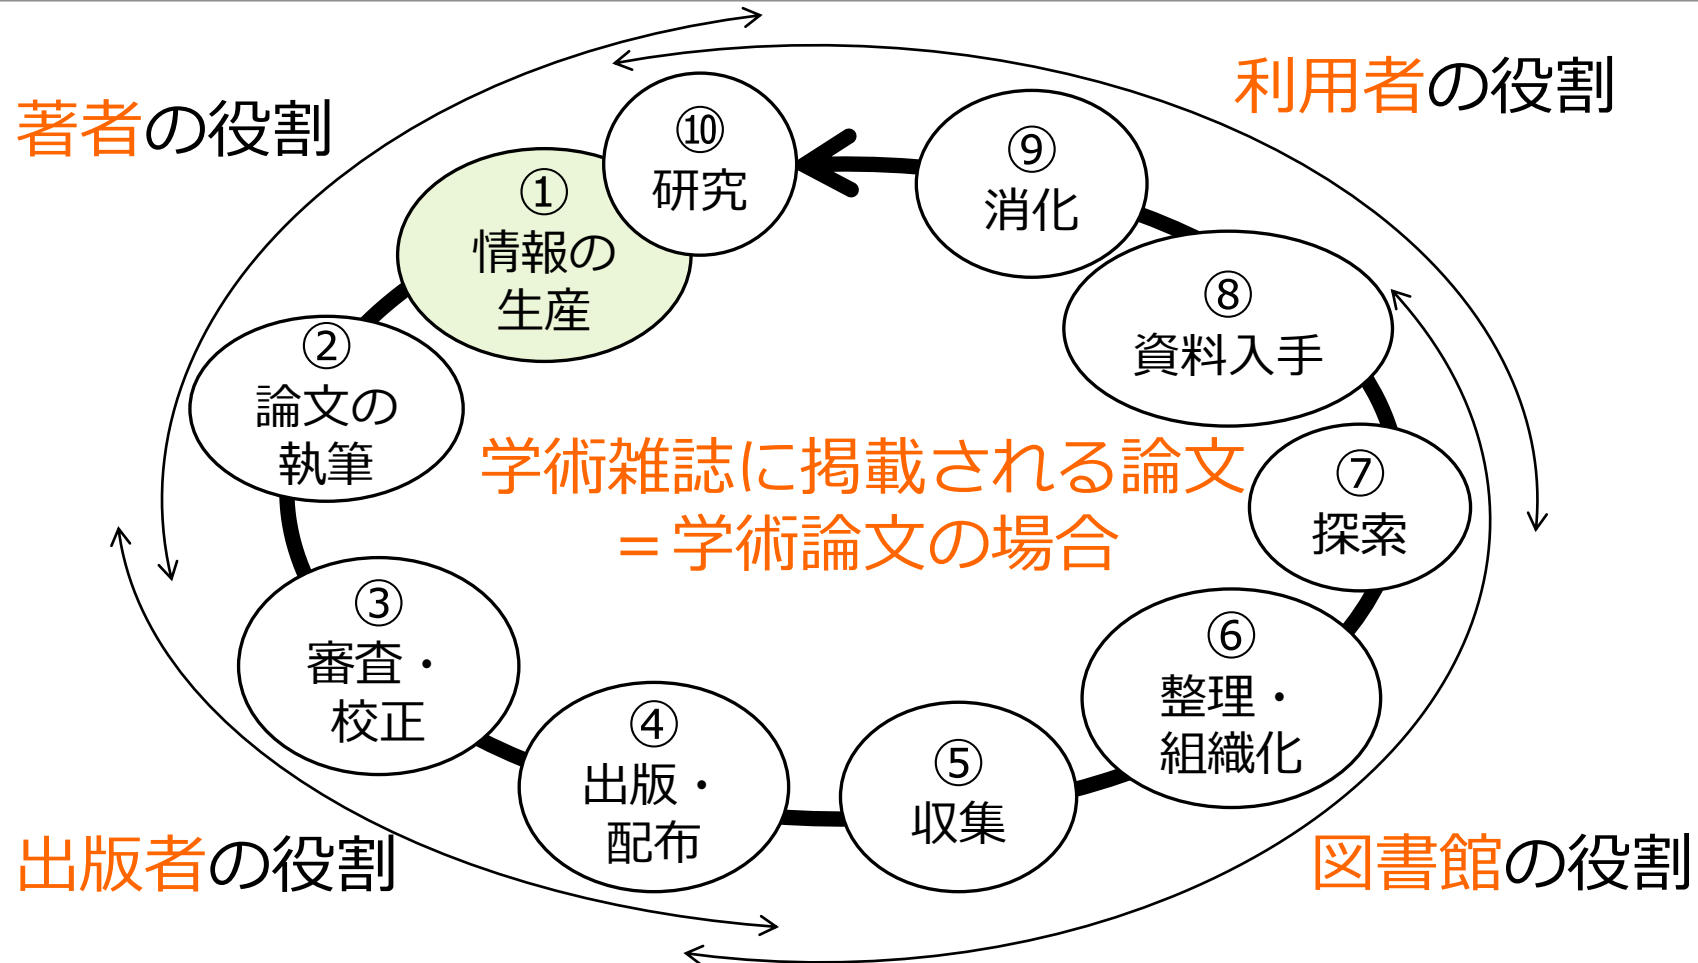 著者の役割
利用者の役割
①
情報の
生産
②
論文の
執筆
③
審査・
校正
④
出版・
配布
⑤
収集
⑥
整理・
組織化
⑦
探索
⑧
資料入手
⑨
消化
⑩
研究
学術雑誌に掲載される論文
＝学術論文の場合
出版者の役割
図書館の役割